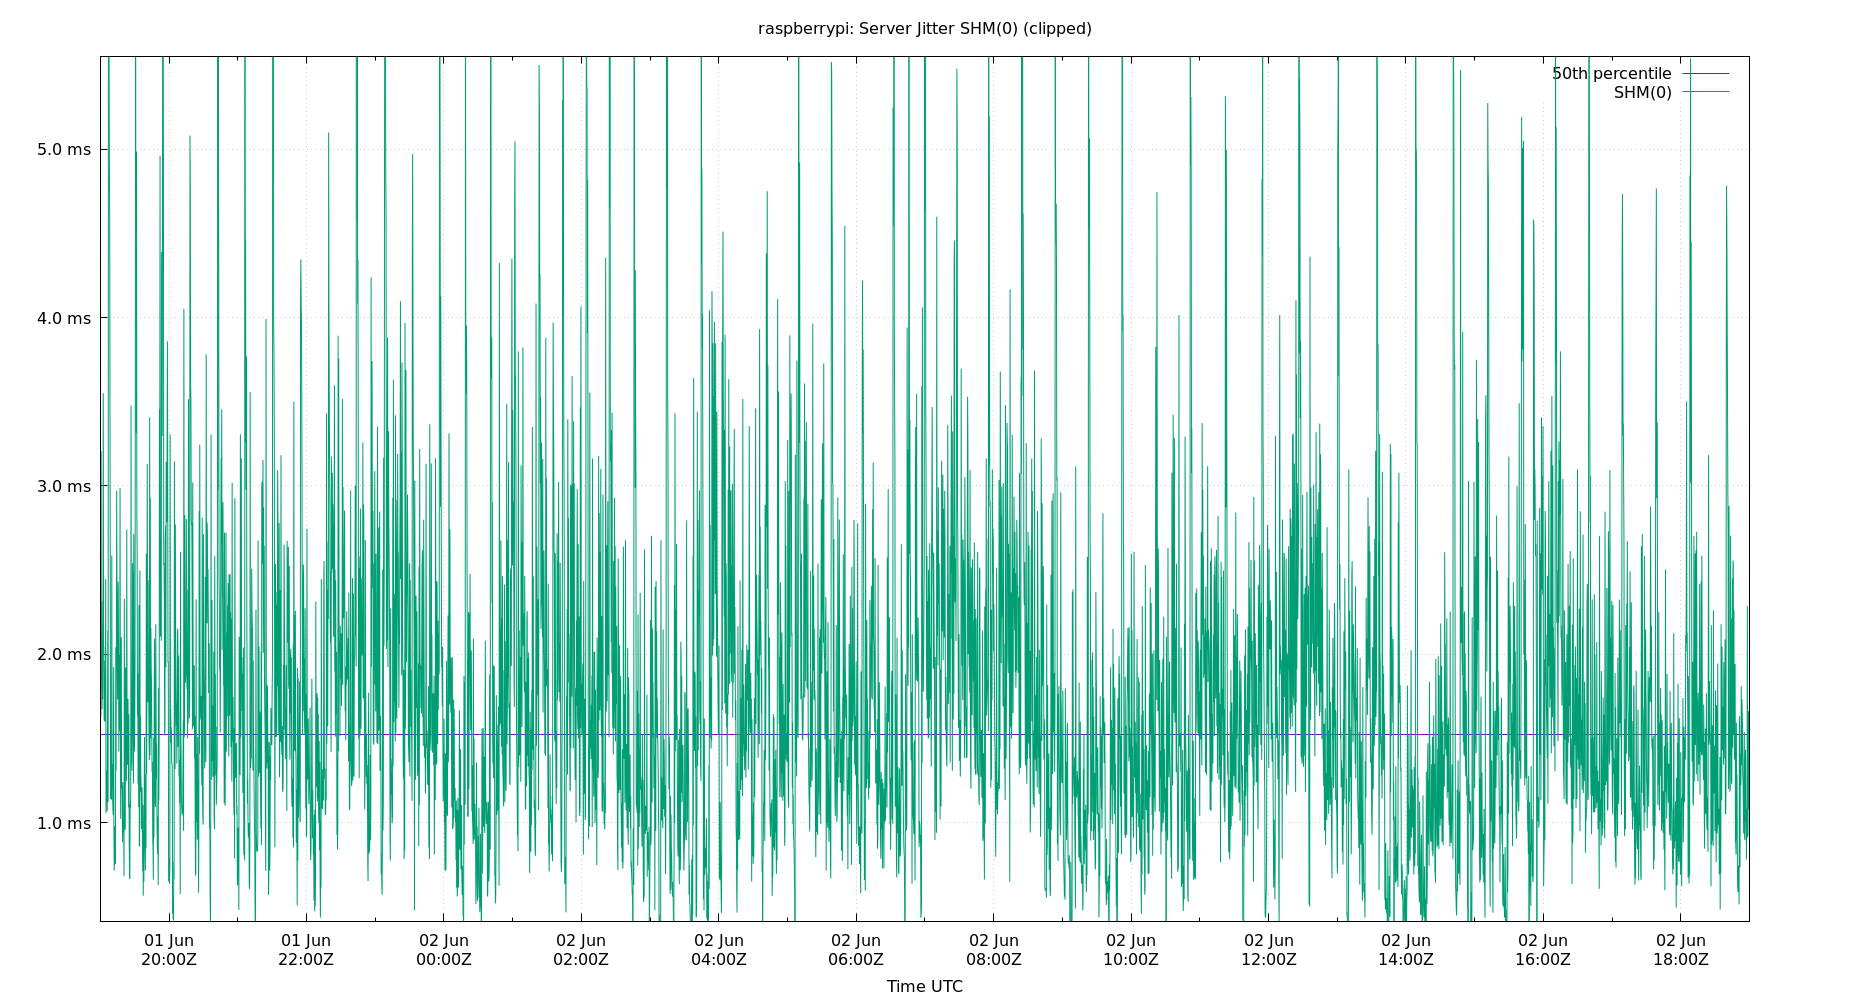 raspberrypi: Server Jitter SHM(0) (clipped)
50th percentile
SHM(0)
5.0 ms
4.0 ms
3.0 ms
2.0 ms
1.0 ms
01 Jun 01 Jun 02 Jun 02 Jun 02 Jun 02 Jun 02 Jun 02 Jun 02 Jun 02 Jun 02 Jun 02 Jun
20:00Z 22:00Z 00:00Z 02:00Z 04:00Z 06:00Z 08:00Z 10:00Z 12:00Z 14:00Z 16:00Z 18:00Z
Time UTC